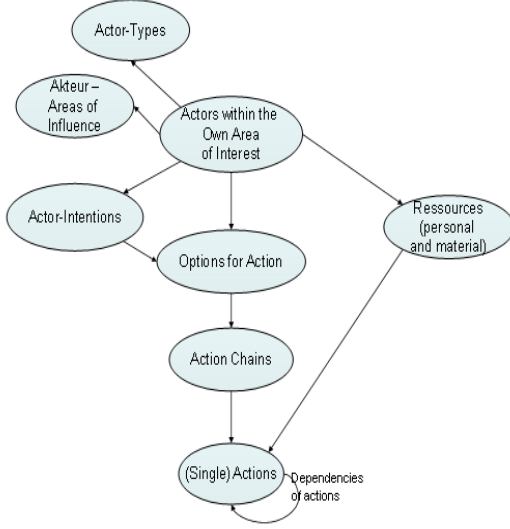 Actor-Types
Akteur –
Areas of
Influence
Actors within the
Own Area
of Interest
Actor-Intentions
Ressources
(personal
and material)
Options for Action
Action Chains
(Single) Actions
Dependencies
of actions